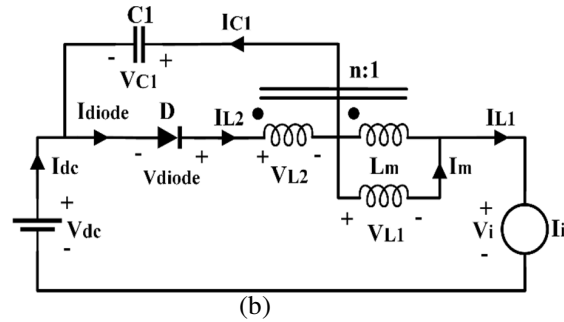 C1
IC1
- +
VC1
n:1
Idiode
D
IL2
IL1
- +
+ -
Vdiode
VL2
Lm
Im
Idc
+
Vdc
-
+ -
VL1
+
Vi
-
Ii
(b)